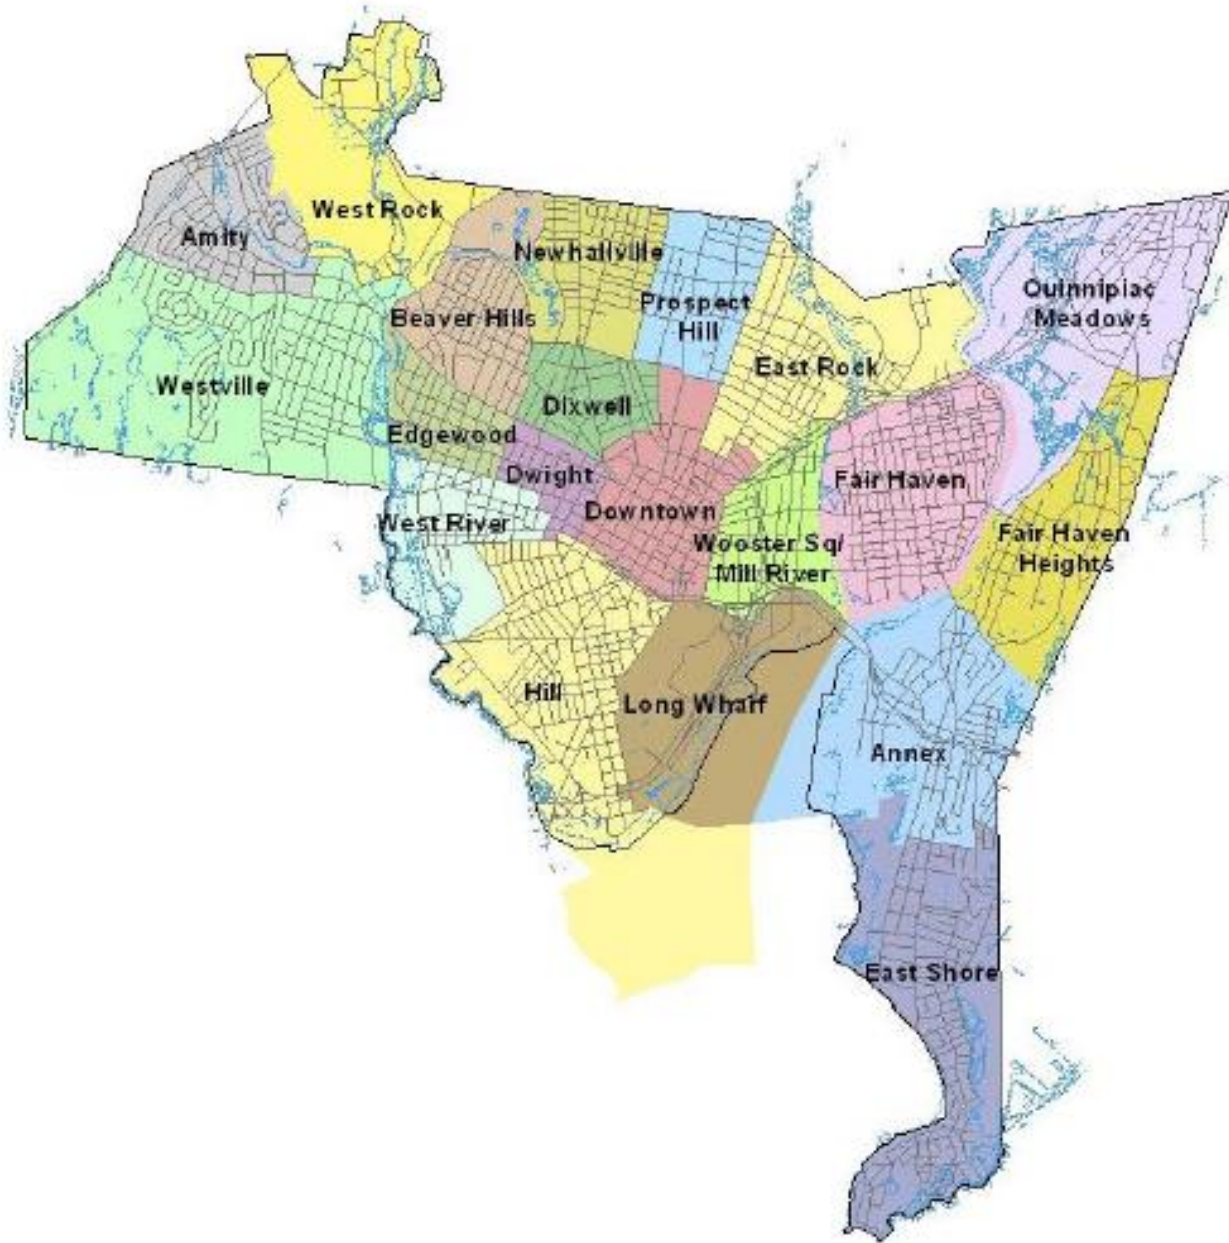 West Rock
Amity
Newhallville
Quinnipiac
Meadows
Prospect
Hill
Beaver Hills
East Rock
Westville
Dixwell
Edgewood
Dwight
Fair Haven
Downtown
West River
Wooster Sq/
Mill River
Fair Haven
Heights
Hill
Long Wharf
Annex
East Shore